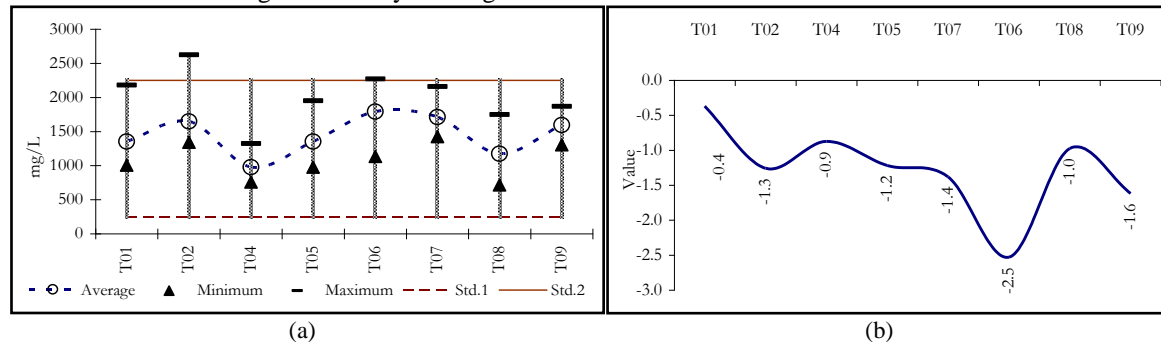 3000
2500
2000
1500
1000
500
0
mg/L
T01 T02 T04 T05 T06 T07 T08 T09
Average Minimum Maximum Std.1 Std.2
(a)
T01 T02 T04 T05 T07 T06 T08 T09
0.0
-0.5
-1.0
-1.5
-2.0
-2.5
-3.0
Value
-0.4 -1.3 -0.9 -1.2 -1.4 -2.5 -1.0 -1.6
(b)